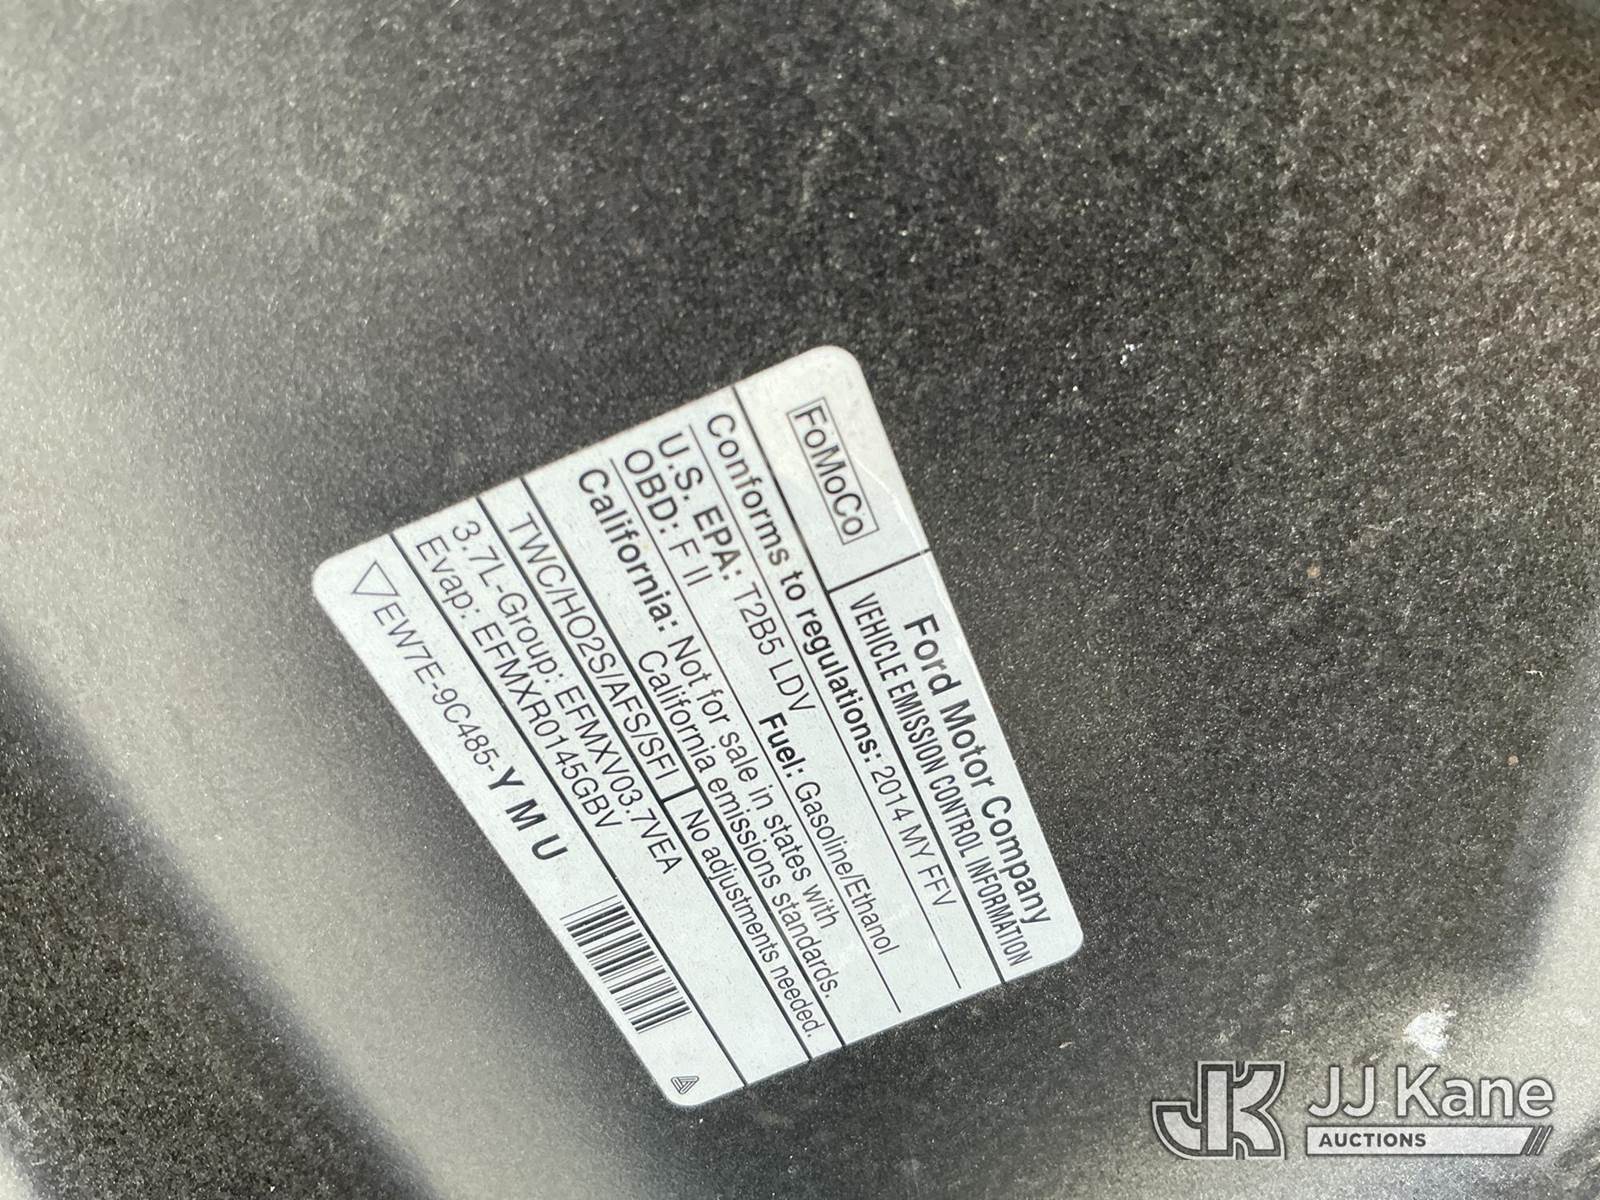 FoMoCo
Ford Motor Company
VEHICLE EMISSION CONTROL INFORMATION
Conforms to regulations: 2014 MY FFV
U.S. EPA: T2B5 LDV Fuel: Gasoline/Ethanol
OBD: F II
California: Not for sale in states with
California emissions standards.
TWC/HO2S/AFS/SFI No adjustments needed.
3.7L-Group: EFMXV03.7VEA
Evap: EFMXR0145GBV
EW7E-9C485-Y M U
JK JJ Kane
AUCTIONS